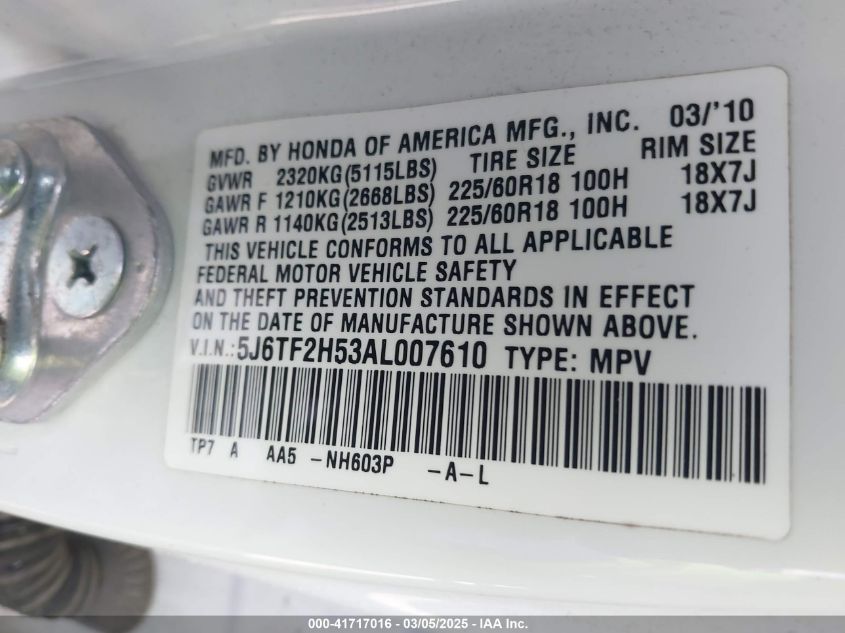 MFD. BY HONDA OF AMERICA MFG., INC. 03/'10
GVWR 2320KG(5115LBS) TIRE SIZE RIM SIZE
GAWR F 1210KG(2668LBS) 225/60R18 100H 18X7J
GAWR R 1140KG(2513LBS) 225/60R18 100H 18X7J
THIS VEHICLE CONFORMS TO ALL APPLICABLE
FEDERAL MOTOR VEHICLE SAFETY
AND THEFT PREVENTION STANDARDS IN EFFECT
ON THE DATE OF MANUFACTURE SHOWN ABOVE.
V.I.N.:5J6TF2H53AL007610 TYPE: MPV
TP7 A AA5 -NH603P -A-L
000-41717016 - 03/05/2025 - IAA Inc.